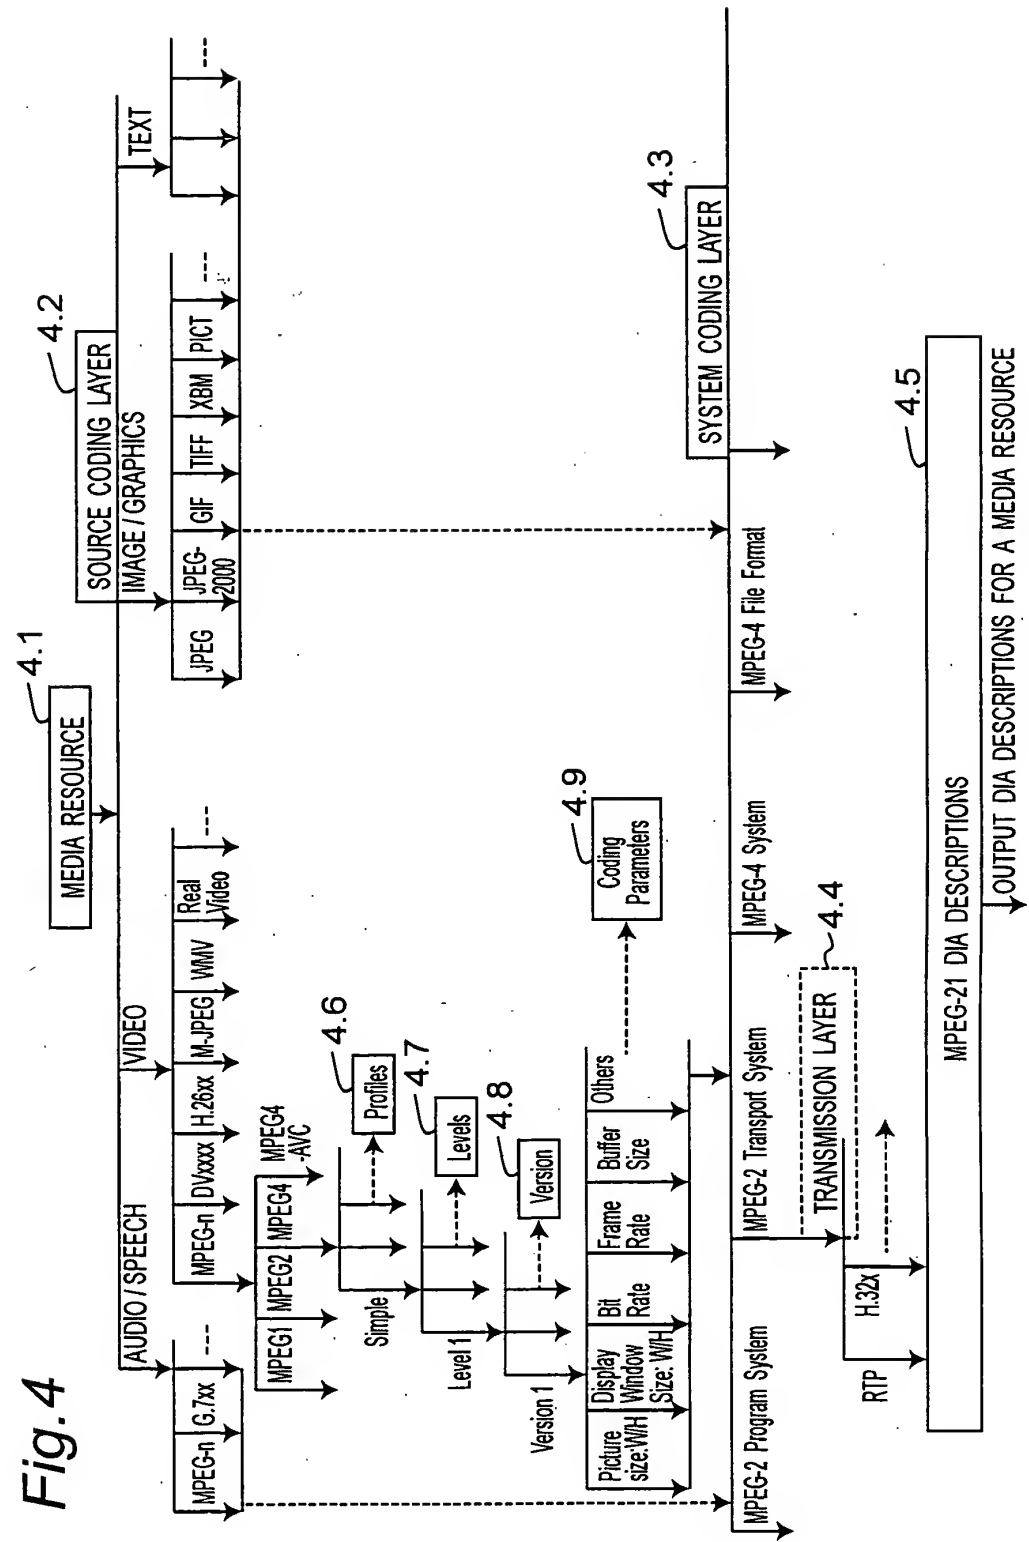 Fig.4
MEDIA RESOURCE
4.1
SOURCE CODING LAYER
4.2
AUDIO/SPEECH
VIDEO
IMAGE/GRAPHICS
TEXT
MPEG-n
G.7xx
MPEG-n
DVxxxx
H.26xx
M-JPEG
WMV
Real
Video
JPEG
JPEG-
2000
GIF
TIFF
XBM
PICT
MPEG1
MPEG2
MPEG4
MPEG4
-AVC
Simple
Profiles
4.6
Level 1
Levels
4.7
Version 1
Version
4.8
Picture
size:W/H
Display
Window
Size: W/H
Bit
Rate
Frame
Rate
Buffer
Size
Others
Coding
Parameters
4.9
SYSTEM CODING LAYER
4.3
MPEG-2 Program System
MPEG-2 Transport System
MPEG-4 System
MPEG-4 File Format
TRANSMISSION LAYER
4.4
RTP
H.32x
MPEG-21 DIA DESCRIPTIONS
4.5
OUTPUT DIA DESCRIPTIONS FOR A MEDIA RESOURCE